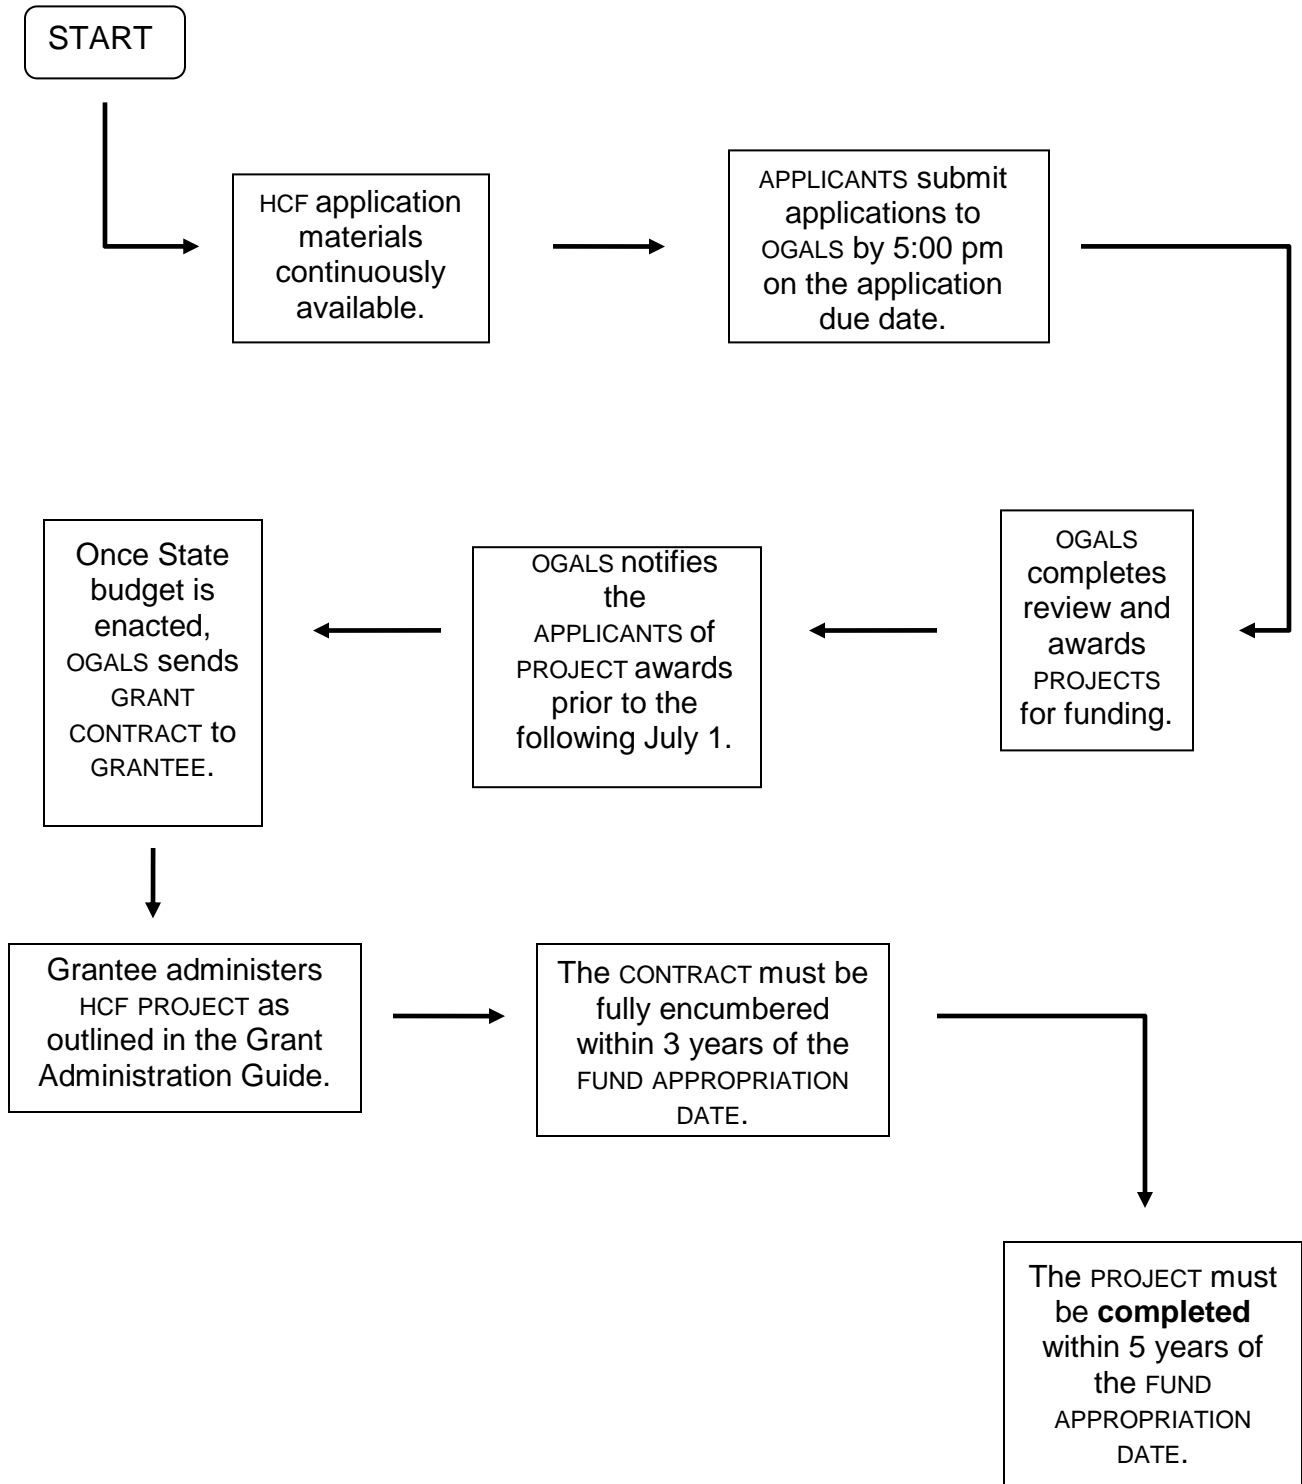 START
HCF application
materials
continuously
available.
APPLICANTS submit
applications to
OGALS by 5:00 pm
on the application
due date.
OGALS
completes
review and
awards
PROJECTS
for funding.
OGALS notifies
the
APPLICANTS of
PROJECT awards
prior to the
following July 1.
Once State
budget is
enacted,
OGALS sends
GRANT
CONTRACT to
GRANTEE.
Grantee administers
HCF PROJECT as
outlined in the Grant
Administration Guide.
The CONTRACT must be
fully encumbered
within 3 years of the
FUND APPROPRIATION
DATE.
The PROJECT must
be completed
within 5 years of
the FUND
APPROPRIATION
DATE.